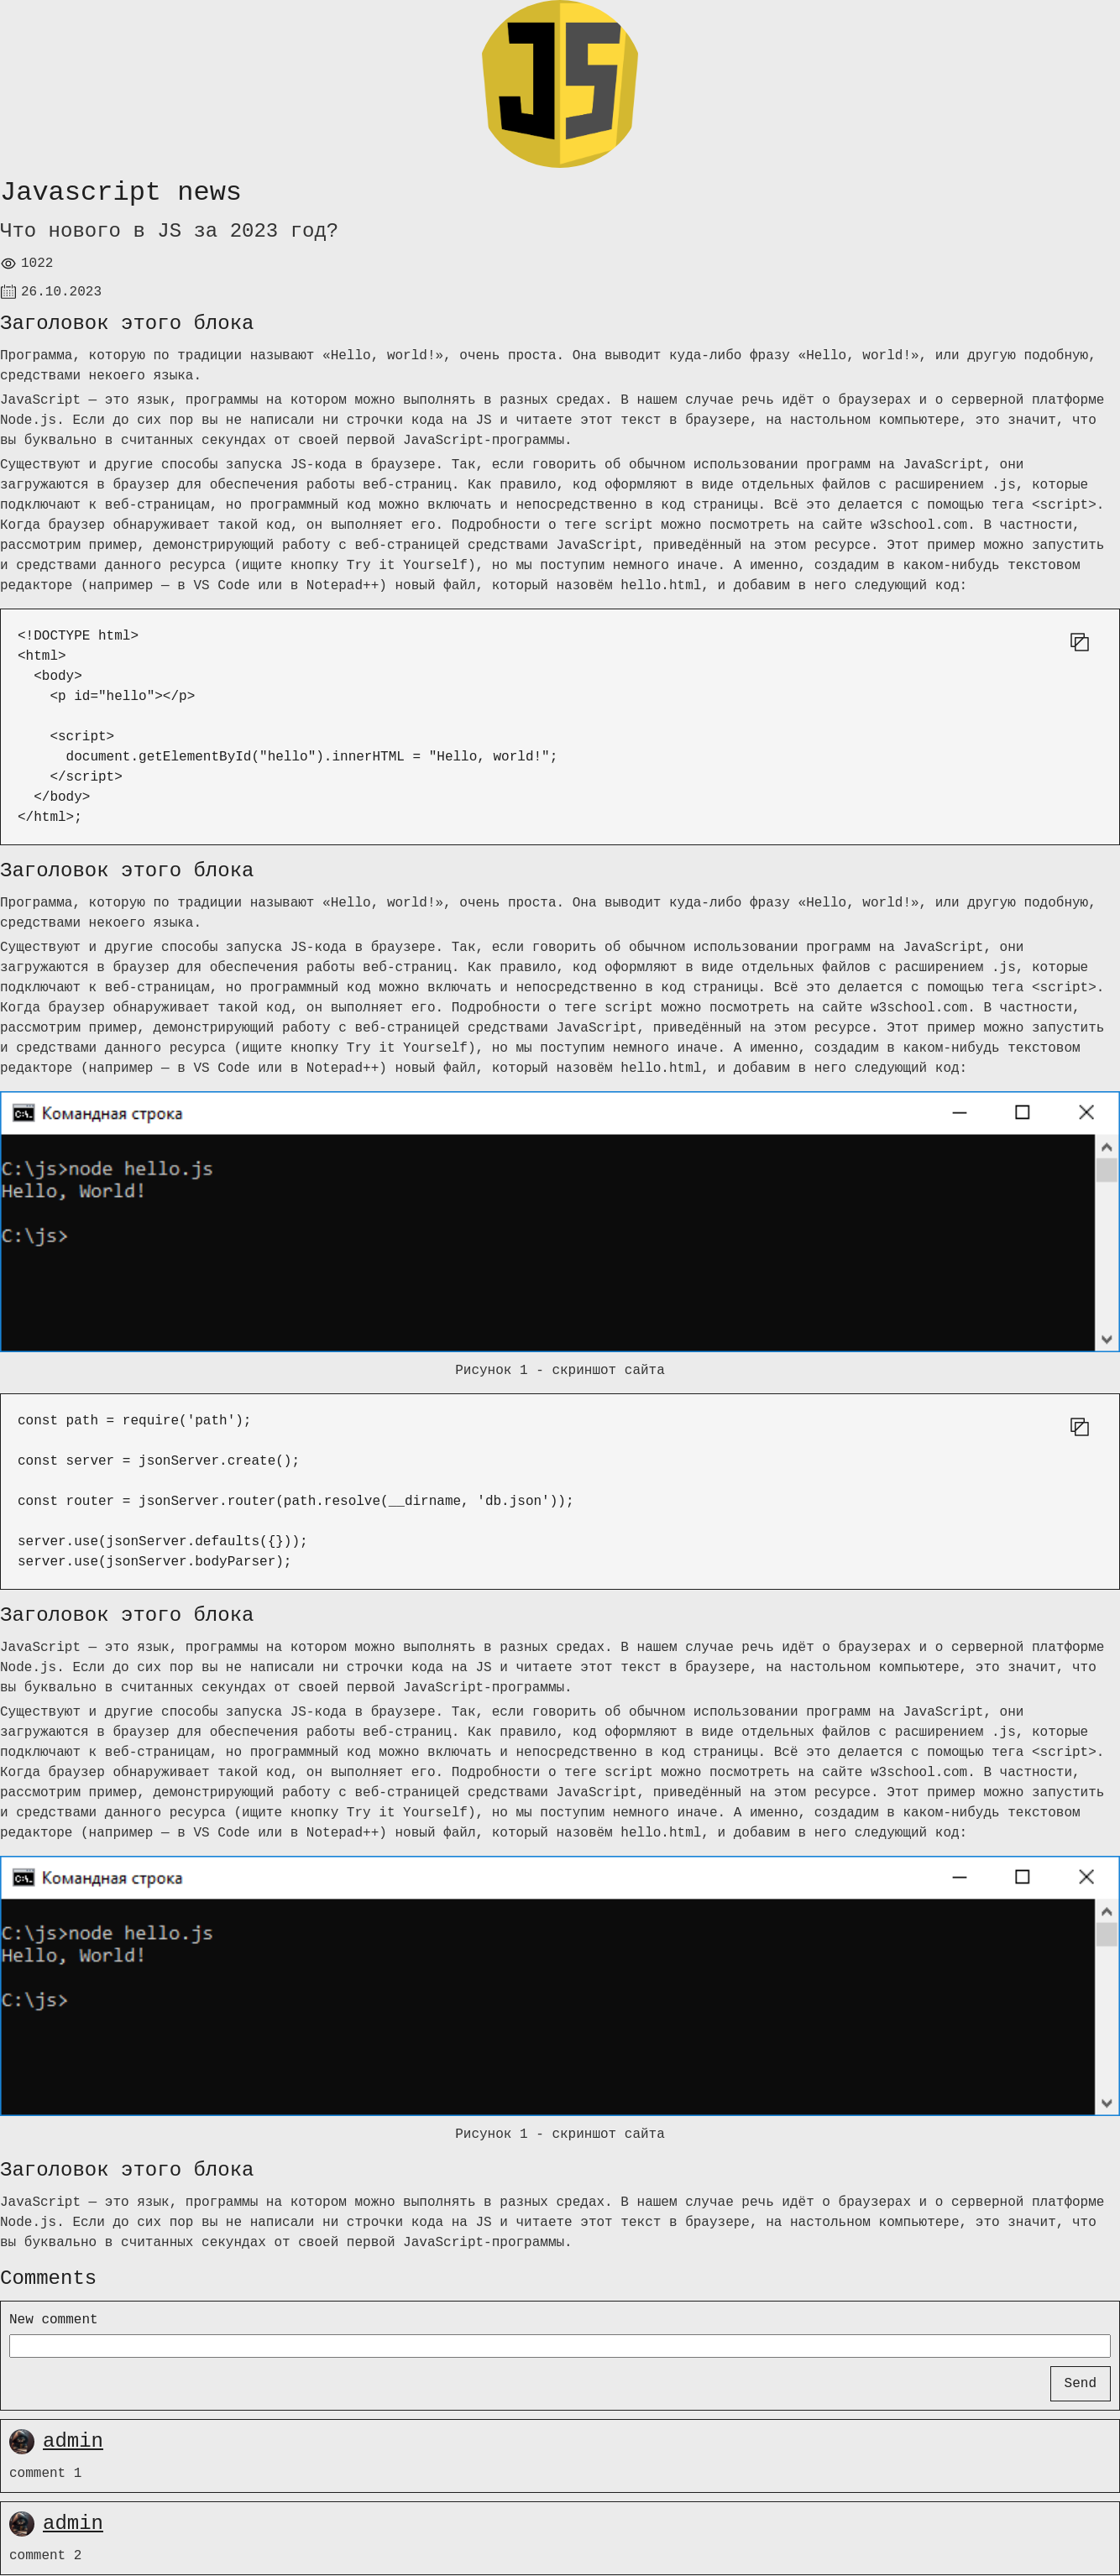 JS
Javascript news
Что нового в JS за 2023 год?
1022
26.10.2023
Заголовок этого блока
Программа, которую по традиции называют «Hello, world!», очень проста. Она выводит куда-либо фразу «Hello, world!», или другую подобную,
средствами некоего языка.
JavaScript — это язык, программы на котором можно выполнять в разных средах. В нашем случае речь идёт о браузерах и о серверной платформе
Node.js. Если до сих пор вы не написали ни строчки кода на JS и читаете этот текст в браузере, на настольном компьютере, это значит, что
вы буквально в считанных секундах от своей первой JavaScript-программы.
Существуют и другие способы запуска JS-кода в браузере. Так, если говорить об обычном использовании программ на JavaScript, они
загружаются в браузер для обеспечения работы веб-страниц. Как правило, код оформляют в виде отдельных файлов с расширением .js, которые
подключают к веб-страницам, но программный код можно включать и непосредственно в код страницы. Всё это делается с помощью тега <script>.
Когда браузер обнаруживает такой код, он выполняет его. Подробности о теге script можно посмотреть на сайте w3school.com. В частности,
рассмотрим пример, демонстрирующий работу с веб-страницей средствами JavaScript, приведённый на этом ресурсе. Этот пример можно запустить
и средствами данного ресурса (ищите кнопку Try it Yourself), но мы поступим немного иначе. А именно, создадим в каком-нибудь текстовом
редакторе (например — в VS Code или в Notepad++) новый файл, который назовём hello.html, и добавим в него следующий код:
<!DOCTYPE html>
<html>
  <body>
    <p id="hello"></p>

    <script>
      document.getElementById("hello").innerHTML = "Hello, world!";
    </script>
  </body>
</html>;
Заголовок этого блока
Программа, которую по традиции называют «Hello, world!», очень проста. Она выводит куда-либо фразу «Hello, world!», или другую подобную,
средствами некоего языка.
Существуют и другие способы запуска JS-кода в браузере. Так, если говорить об обычном использовании программ на JavaScript, они
загружаются в браузер для обеспечения работы веб-страниц. Как правило, код оформляют в виде отдельных файлов с расширением .js, которые
подключают к веб-страницам, но программный код можно включать и непосредственно в код страницы. Всё это делается с помощью тега <script>.
Когда браузер обнаруживает такой код, он выполняет его. Подробности о теге script можно посмотреть на сайте w3school.com. В частности,
рассмотрим пример, демонстрирующий работу с веб-страницей средствами JavaScript, приведённый на этом ресурсе. Этот пример можно запустить
и средствами данного ресурса (ищите кнопку Try it Yourself), но мы поступим немного иначе. А именно, создадим в каком-нибудь текстовом
редакторе (например — в VS Code или в Notepad++) новый файл, который назовём hello.html, и добавим в него следующий код:
Командная строка
C:\js>node hello.js
Hello, World!
C:\js>
Рисунок 1 - скриншот сайта
const path = require('path');

const server = jsonServer.create();

const router = jsonServer.router(path.resolve(__dirname, 'db.json'));

server.use(jsonServer.defaults({}));
server.use(jsonServer.bodyParser);
Заголовок этого блока
JavaScript — это язык, программы на котором можно выполнять в разных средах. В нашем случае речь идёт о браузерах и о серверной платформе
Node.js. Если до сих пор вы не написали ни строчки кода на JS и читаете этот текст в браузере, на настольном компьютере, это значит, что
вы буквально в считанных секундах от своей первой JavaScript-программы.
Существуют и другие способы запуска JS-кода в браузере. Так, если говорить об обычном использовании программ на JavaScript, они
загружаются в браузер для обеспечения работы веб-страниц. Как правило, код оформляют в виде отдельных файлов с расширением .js, которые
подключают к веб-страницам, но программный код можно включать и непосредственно в код страницы. Всё это делается с помощью тега <script>.
Когда браузер обнаруживает такой код, он выполняет его. Подробности о теге script можно посмотреть на сайте w3school.com. В частности,
рассмотрим пример, демонстрирующий работу с веб-страницей средствами JavaScript, приведённый на этом ресурсе. Этот пример можно запустить
и средствами данного ресурса (ищите кнопку Try it Yourself), но мы поступим немного иначе. А именно, создадим в каком-нибудь текстовом
редакторе (например — в VS Code или в Notepad++) новый файл, который назовём hello.html, и добавим в него следующий код:
Командная строка
C:\js>node hello.js
Hello, World!
C:\js>
Рисунок 1 - скриншот сайта
Заголовок этого блока
JavaScript — это язык, программы на котором можно выполнять в разных средах. В нашем случае речь идёт о браузерах и о серверной платформе
Node.js. Если до сих пор вы не написали ни строчки кода на JS и читаете этот текст в браузере, на настольном компьютере, это значит, что
вы буквально в считанных секундах от своей первой JavaScript-программы.
Comments
New comment
Send
admin
comment 1
admin
comment 2